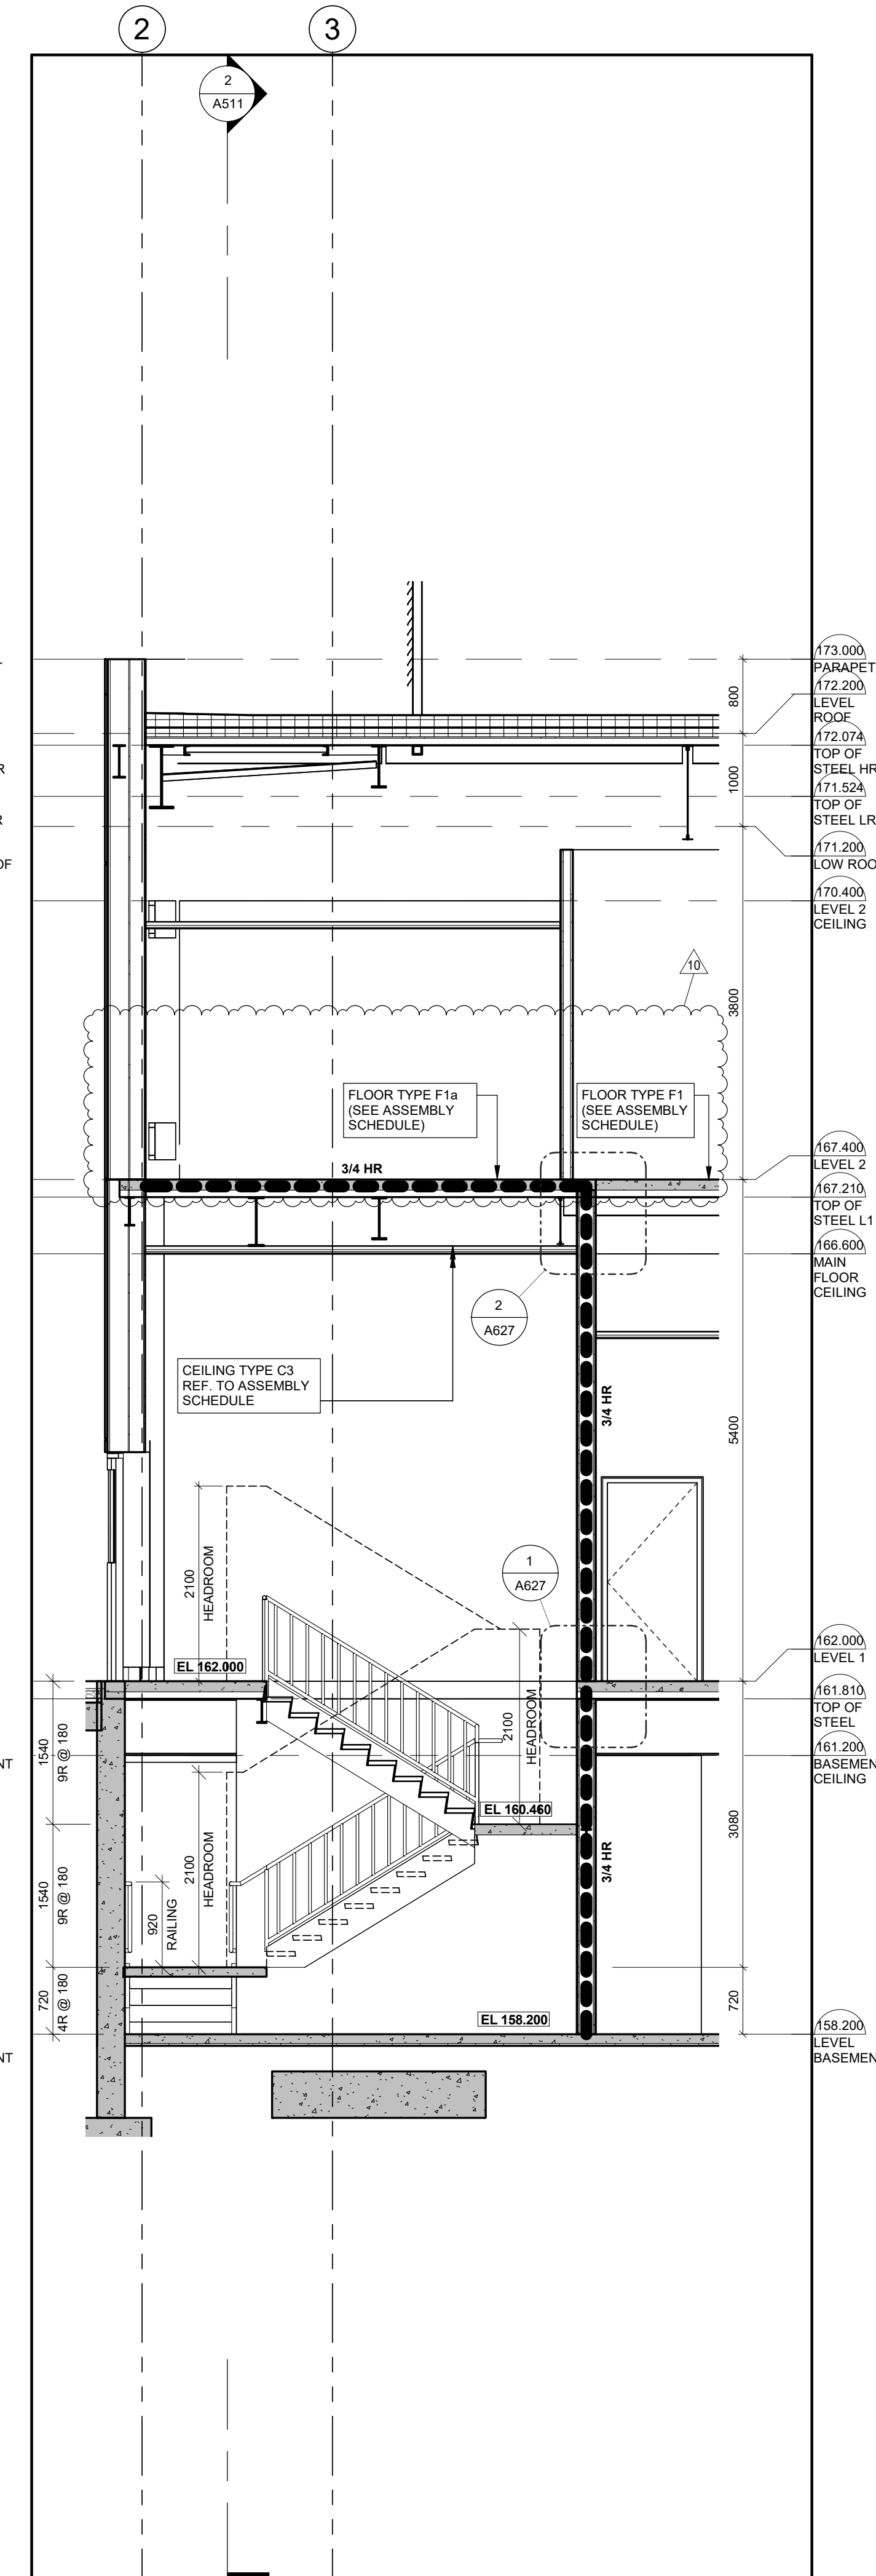 2
3
2
A511
173.000
PARAPET
800
172.200
LEVEL
ROOF
172.074
TOP OF
STEEL HR
R
1000
171.524
TOP OF
STEEL LR
R
171.200
LOW ROO
OF
170.400
LEVEL 2
CEILING
10
3800
FLOOR TYPE F1a
(SEE ASSEMBLY
SCHEDULE)
FLOOR TYPE F1
(SEE ASSEMBLY
SCHEDULE)
167.400
LEVEL 2
3/4 HR
167.210
TOP OF
STEEL L1
166.600
MAIN
FLOOR
CEILING
2
A627
CEILING TYPE C3
REF. TO ASSEMBLY
SCHEDULE
3/4 HR
5400
2100
HEADROOM
1
A627
162.000
LEVEL 1
EL 162.000
161.810
TOP OF
STEEL
2100
HEADROOM
1540
9R @ 180
161.200
BASEMEN
CEILING
NT
EL 160.460
3080
3/4 HR
2100
HEADROOM
1540
9R @ 180
920
RAILING
720
4R @ 180
720
EL 158.200
158.200
LEVEL
BASEMEN
NT